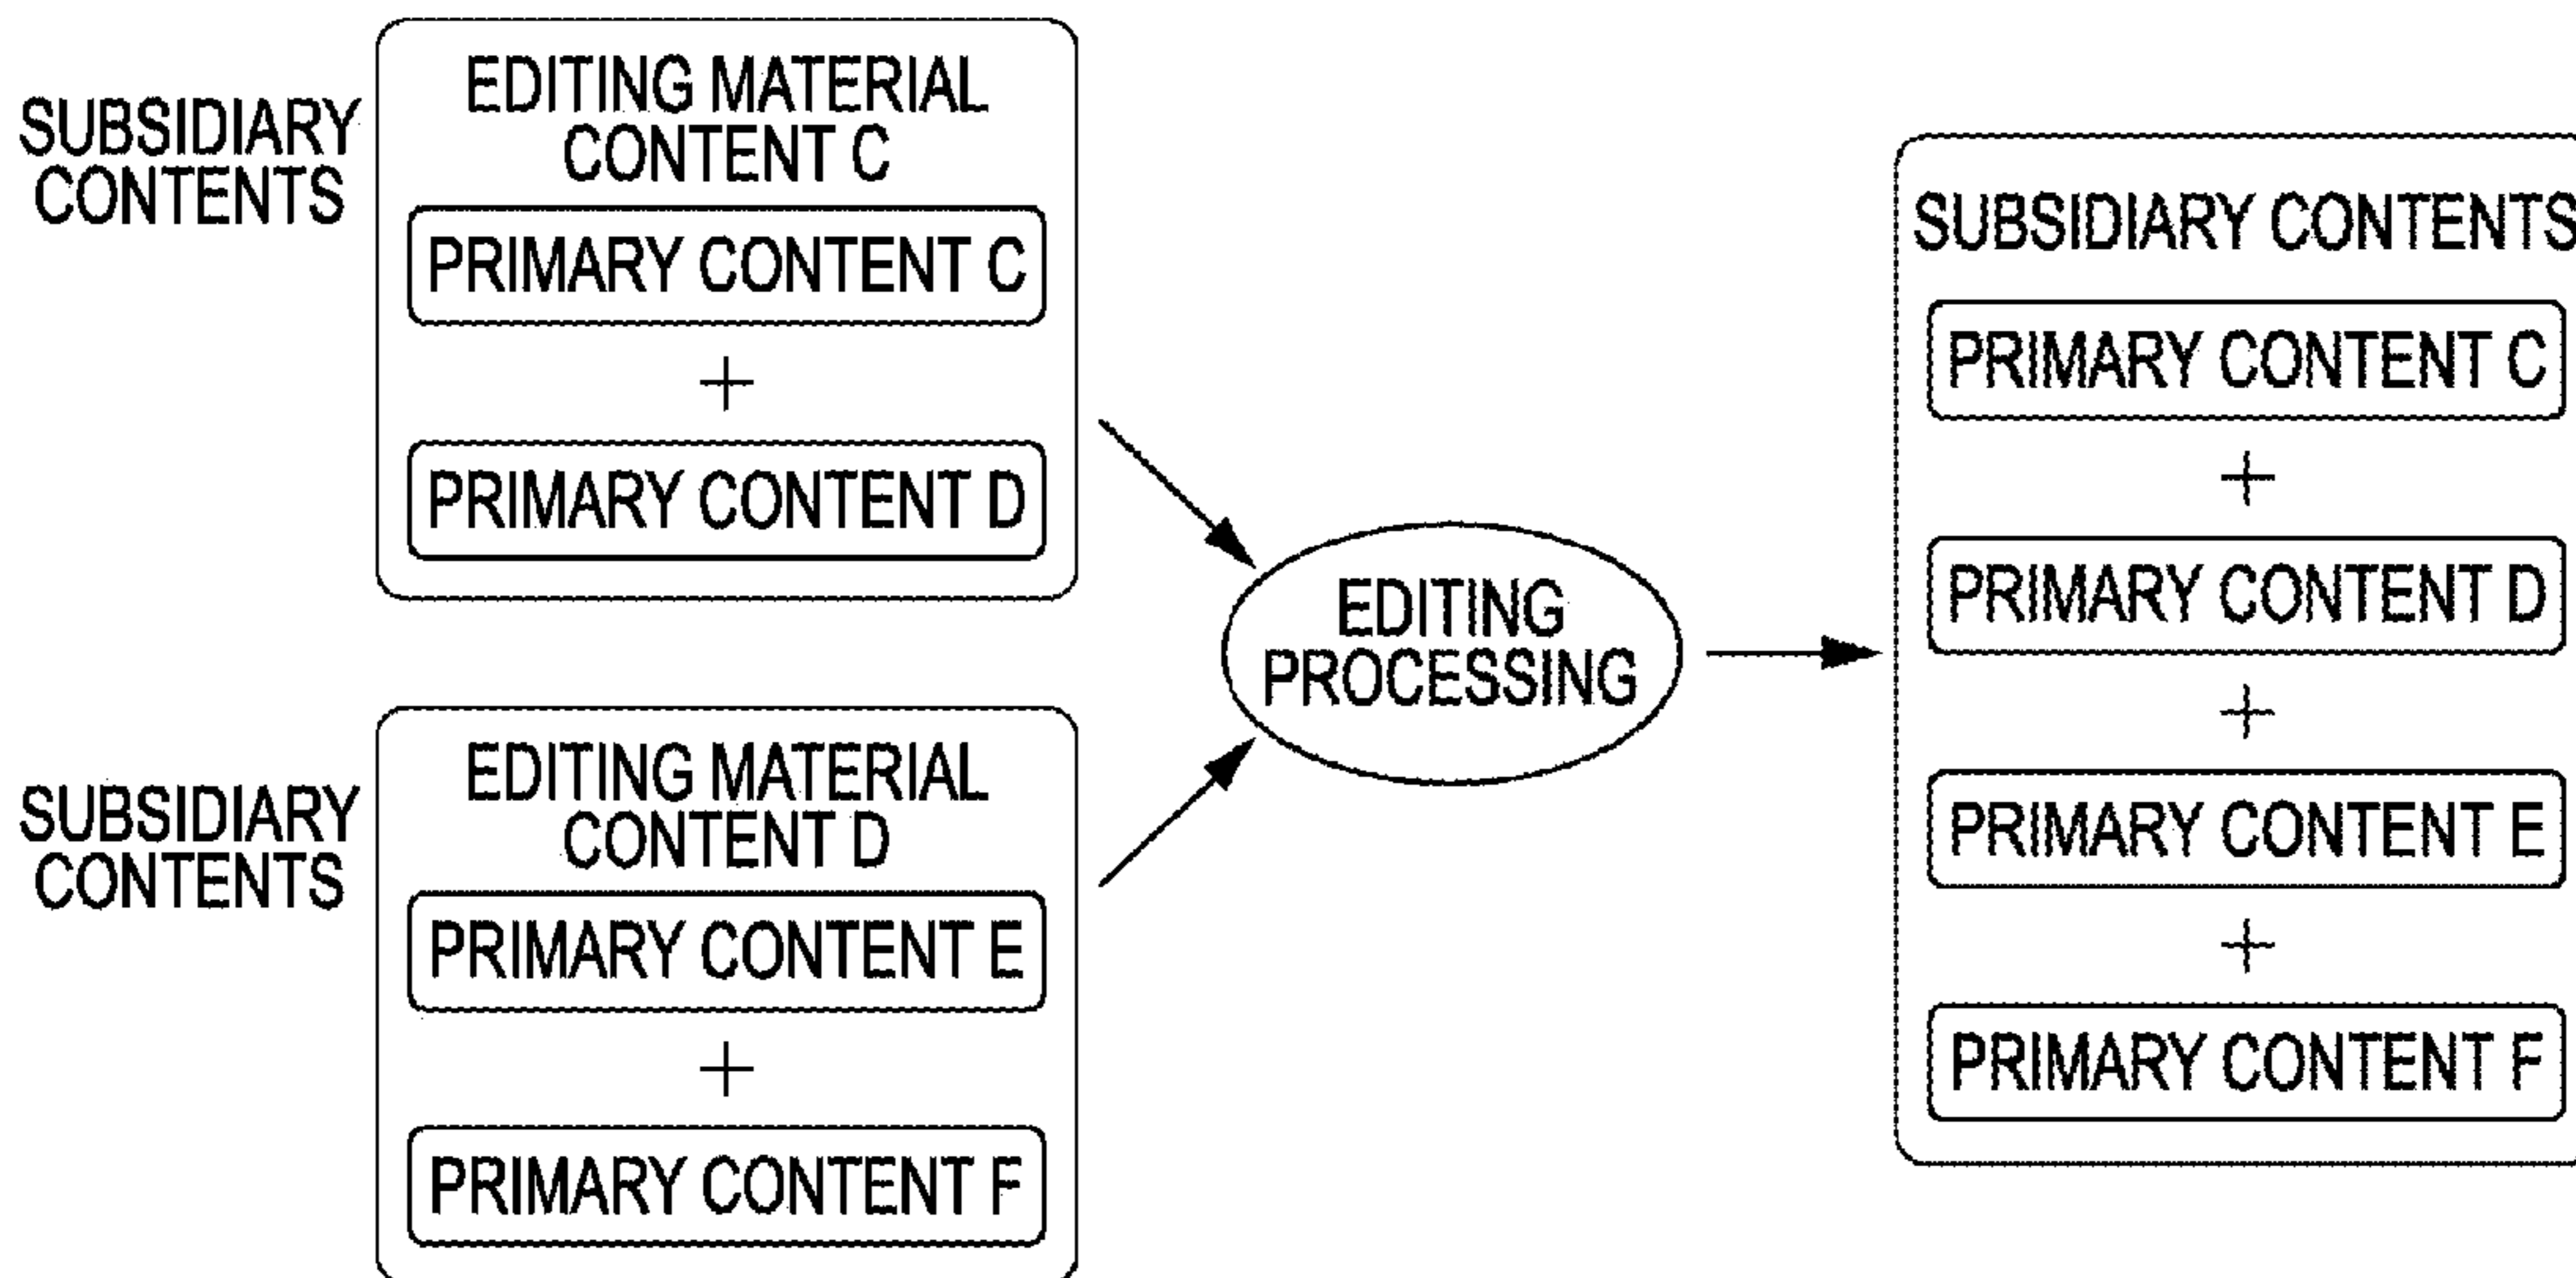 SUBSIDIARY
CONTENTS
EDITING MATERIAL
CONTENT C
PRIMARY CONTENT C
+
PRIMARY CONTENT D
SUBSIDIARY
CONTENTS
EDITING MATERIAL
CONTENT D
PRIMARY CONTENT E
+
PRIMARY CONTENT F
EDITING
PROCESSING
SUBSIDIARY CONTENTS
PRIMARY CONTENT C
+
PRIMARY CONTENT D
+
PRIMARY CONTENT E
+
PRIMARY CONTENT F